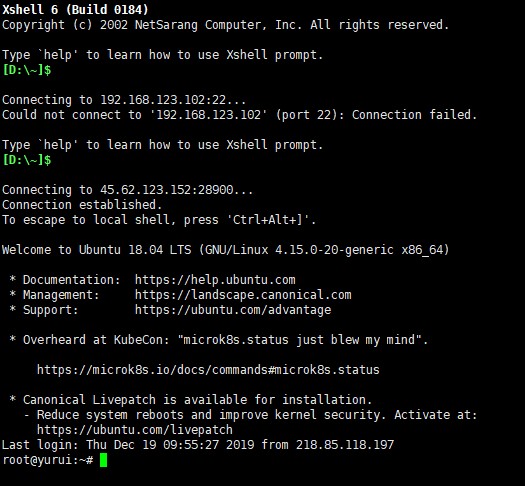 Xshell 6 (Build 0184)
Copyright (c) 2002 NetSarang Computer, Inc. All rights reserved.
Type `help' to learn how to use Xshell prompt.
[D:\~]$
Connecting to 192.168.123.102:22...
Could not connect to '192.168.123.102' (port 22): Connection failed.
Type `help' to learn how to use Xshell prompt.
[D:\~]$
Connecting to 45.62.123.152:28900...
Connection established.
To escape to local shell, press 'Ctrl+Alt+]'.
Welcome to Ubuntu 18.04 LTS (GNU/Linux 4.15.0-20-generic x86_64)
* Documentation:  https://help.ubuntu.com
* Management:     https://landscape.canonical.com
* Support:        https://ubuntu.com/advantage
* Overheard at KubeCon: "microk8s.status just blew my mind".
https://microk8s.io/docs/commands#microk8s.status
* Canonical Livepatch is available for installation.
- Reduce system reboots and improve kernel security. Activate at:
https://ubuntu.com/livepatch
Last login: Thu Dec 19 09:55:27 2019 from 218.85.118.197
root@yurui:~#